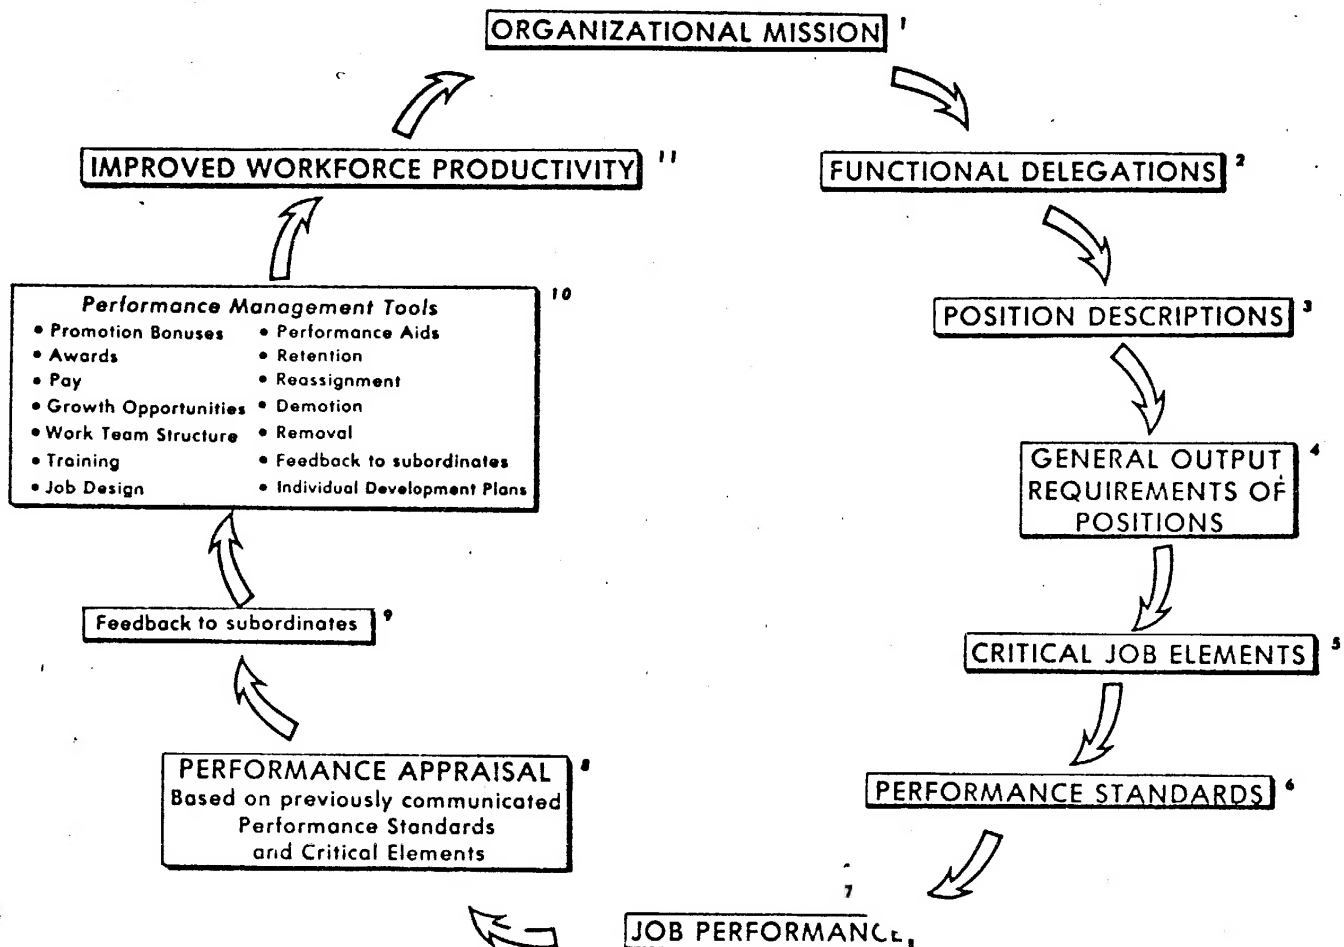 ORGANIZATIONAL MISSION 1
FUNCTIONAL DELEGATIONS 2
POSITION DESCRIPTIONS 3
GENERAL OUTPUT 4
REQUIREMENTS OF
POSITIONS
CRITICAL JOB ELEMENTS 5
PERFORMANCE STANDARDS 6
7
JOB PERFORMANCE
PERFORMANCE APPRAISAL 8
Based on previously communicated
Performance Standards
and Critical Elements
Feedback to subordinates 9
10
Performance Management Tools
• Promotion Bonuses
• Awards
• Pay
• Growth Opportunities
• Work Team Structure
• Training
• Job Design
• Performance Aids
• Retention
• Reassignment
• Demotion
• Removal
• Feedback to subordinates
• Individual Development Plans
IMPROVED WORKFORCE PRODUCTIVITY 11